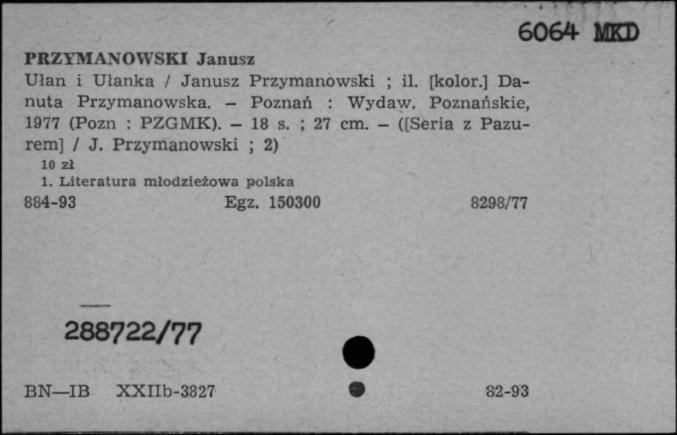 6064 MKD
PRZYMANOWSKI Janusz
Ułan i Ułanka / Janusz Przymanowski ; il. [kolor.] Da-
nuta Przymanowska. — Poznań : Wydaw. Poznańskie,
1977 (Pozn : PZGMK). — 18 s. ; 27 cm. — ([Seria z Pazu-
rem] / J. Przymanowski ; 2)
10 zł
1. Literatura młodzieżowa polska
884-93 Egz. 150300 8298/77
288722/77
BN—IB XXIIb-3827 82-93